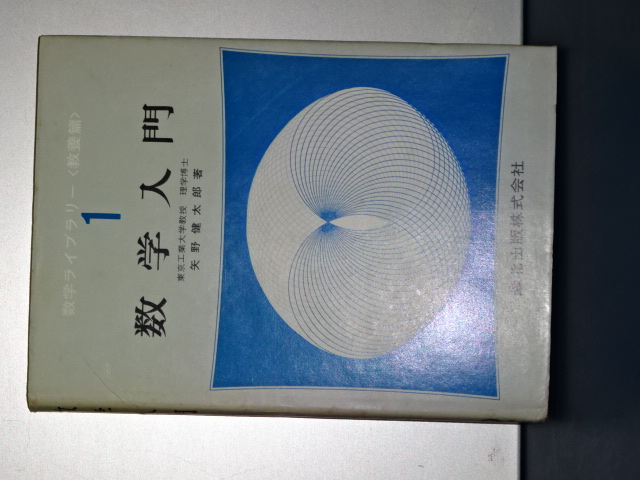 数学ライブラリー〈教養篇〉
1
数学入門
東京工業大学教授 理学博士
矢野健太郎著
森北出版株式会社